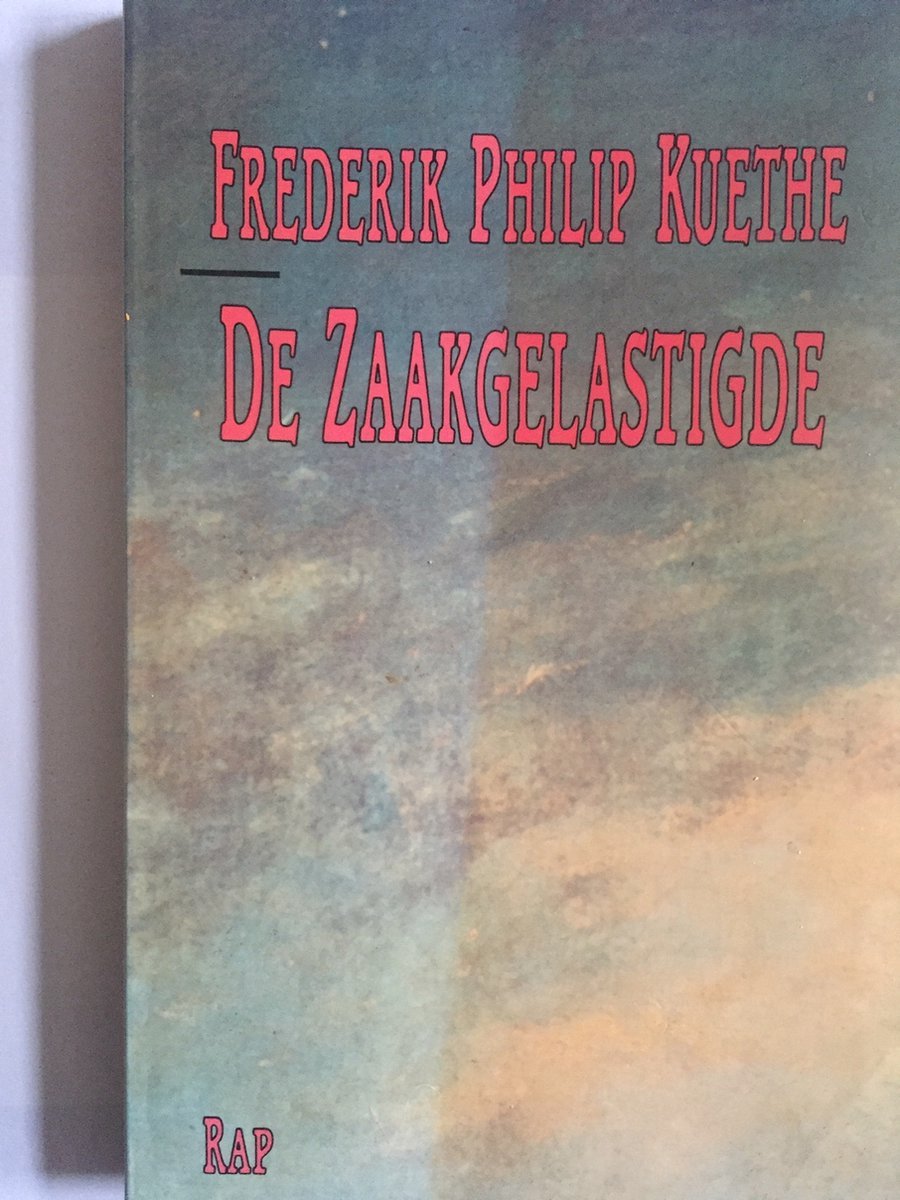 Frederik Philip Kuethe
De Zaakgelastigde
Rap